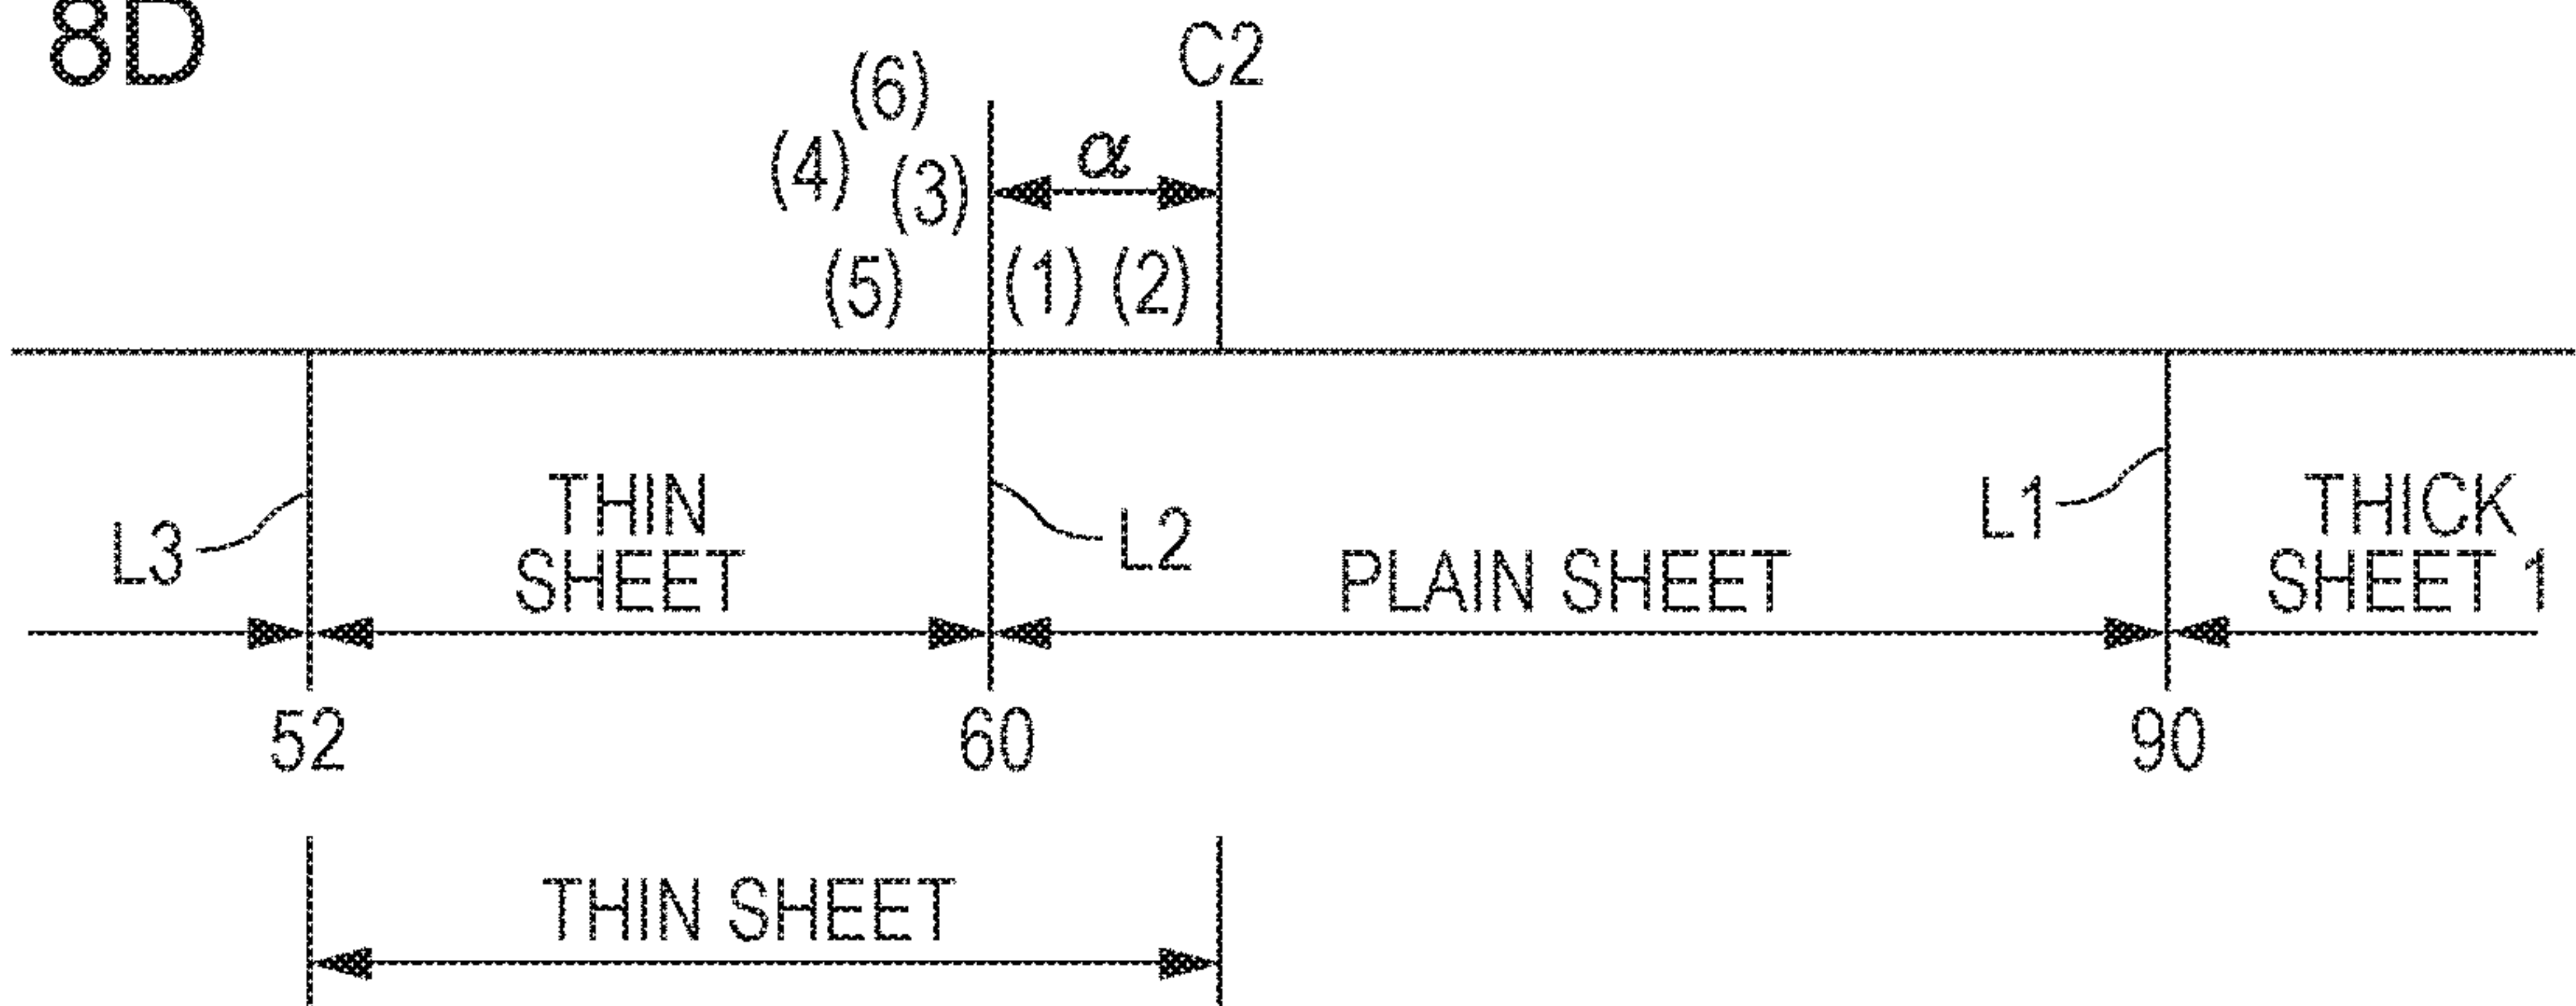 8D
C2
(6)
α
(4)
(3)
(5)
(1)
(2)
THIN
SHEET
L3
L2
PLAIN SHEET
L1
THICK
SHEET 1
52
60
90
THIN SHEET